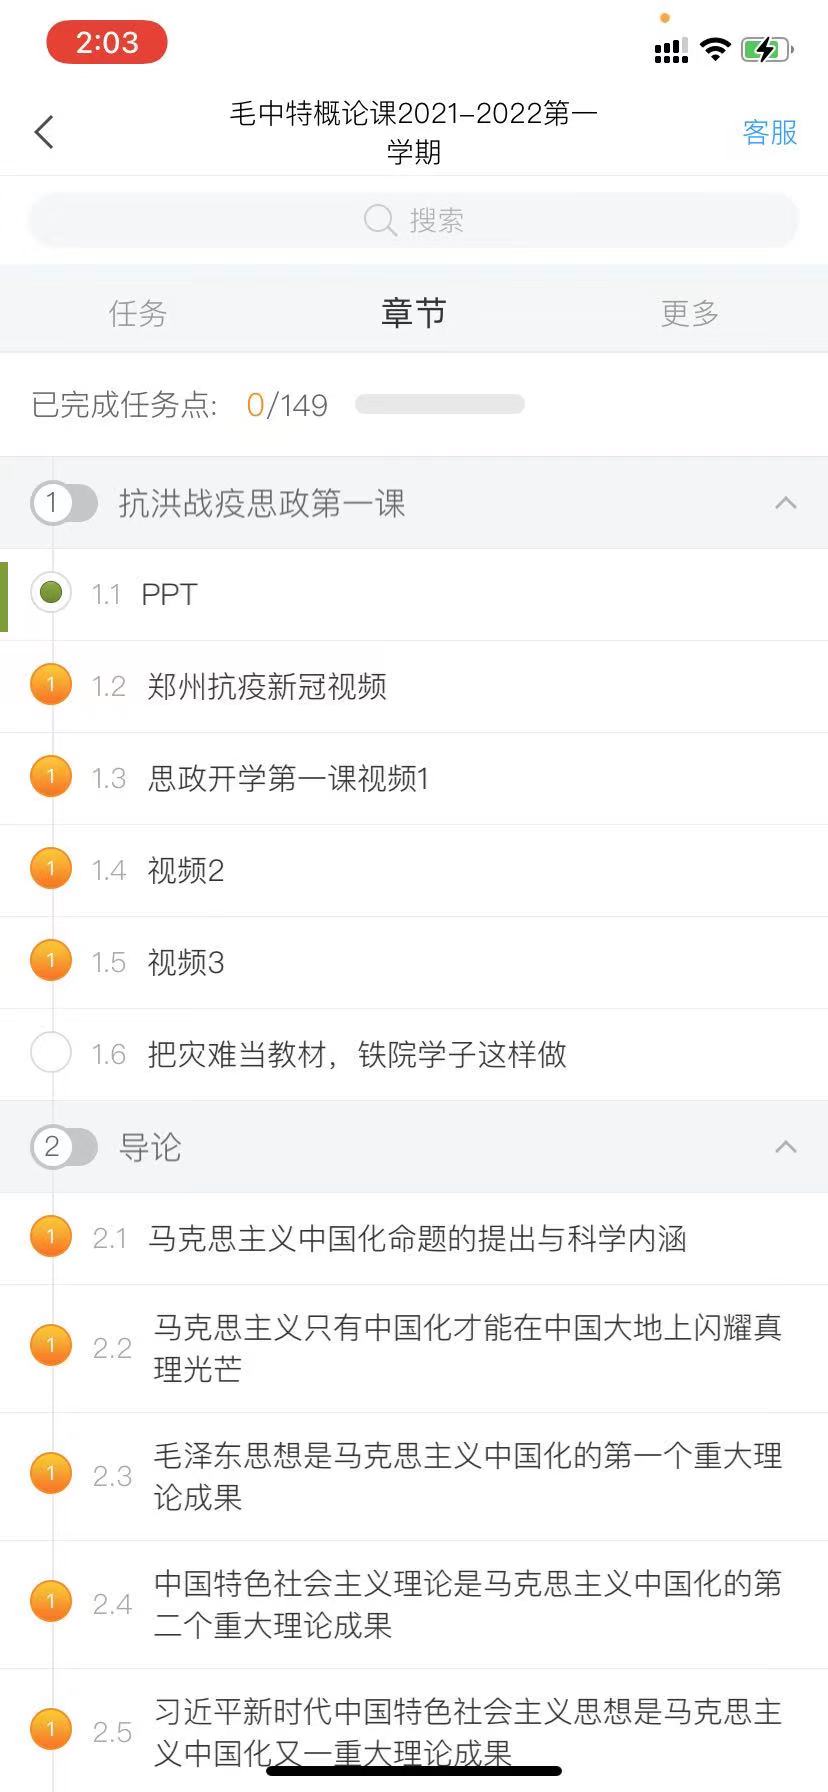 2:03
毛中特概论课2021-2022第一
学期
客服
搜索
任务 章节 更多
已完成任务点: 0/149
1 抗洪战疫思政第一课
1.1 PPT
1 1.2 郑州抗疫新冠视频
1 1.3 思政开学第一课视频1
1 1.4 视频2
1 1.5 视频3
1.6 把灾难当教材，铁院学子这样做
2 导论
1 2.1 马克思主义中国化命题的提出与科学内涵
1 2.2 马克思主义只有中国化才能在中国大地上闪耀真
理光芒
1 2.3 毛泽东思想是马克思主义中国化的第一个重大理
论成果
1 2.4 中国特色社会主义理论是马克思主义中国化的第
二个重大理论成果
1 2.5 习近平新时代中国特色社会主义思想是马克思主
义中国化又一重大理论成果